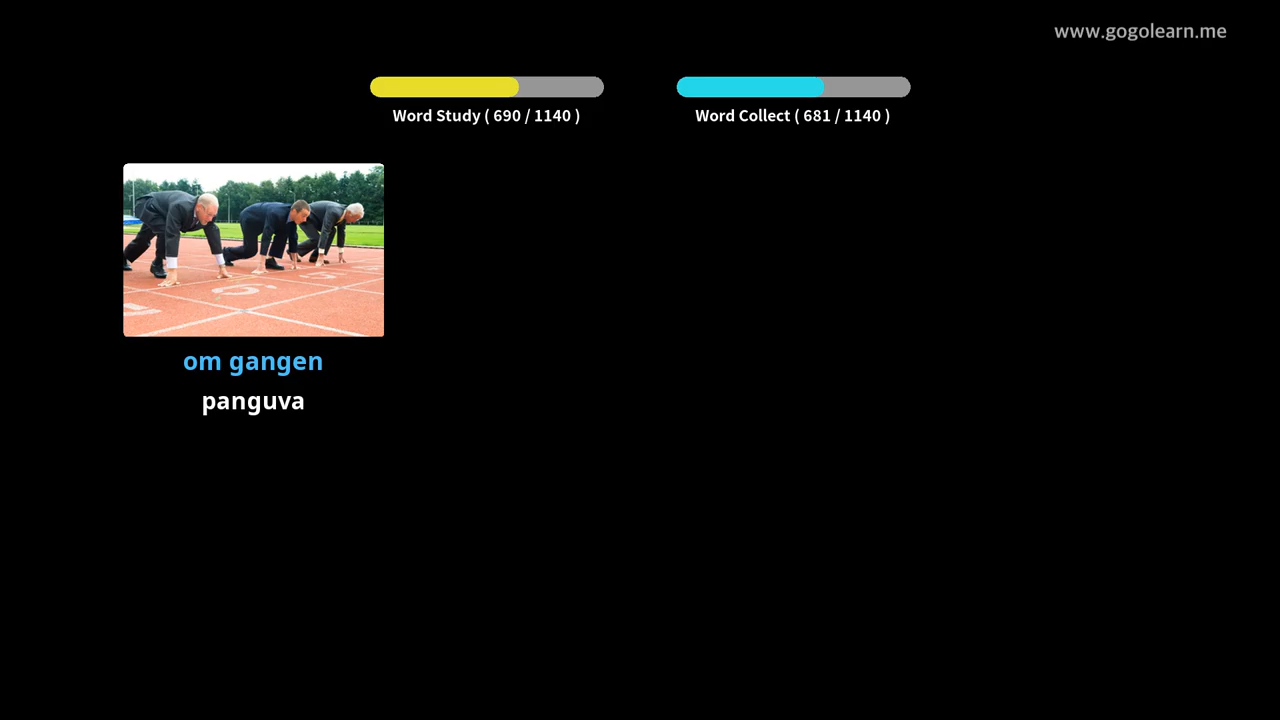 www.gogolearn.me
Word Study ( 690 / 1140 )
Word Collect ( 681 / 1140 )
om gangen
panguva